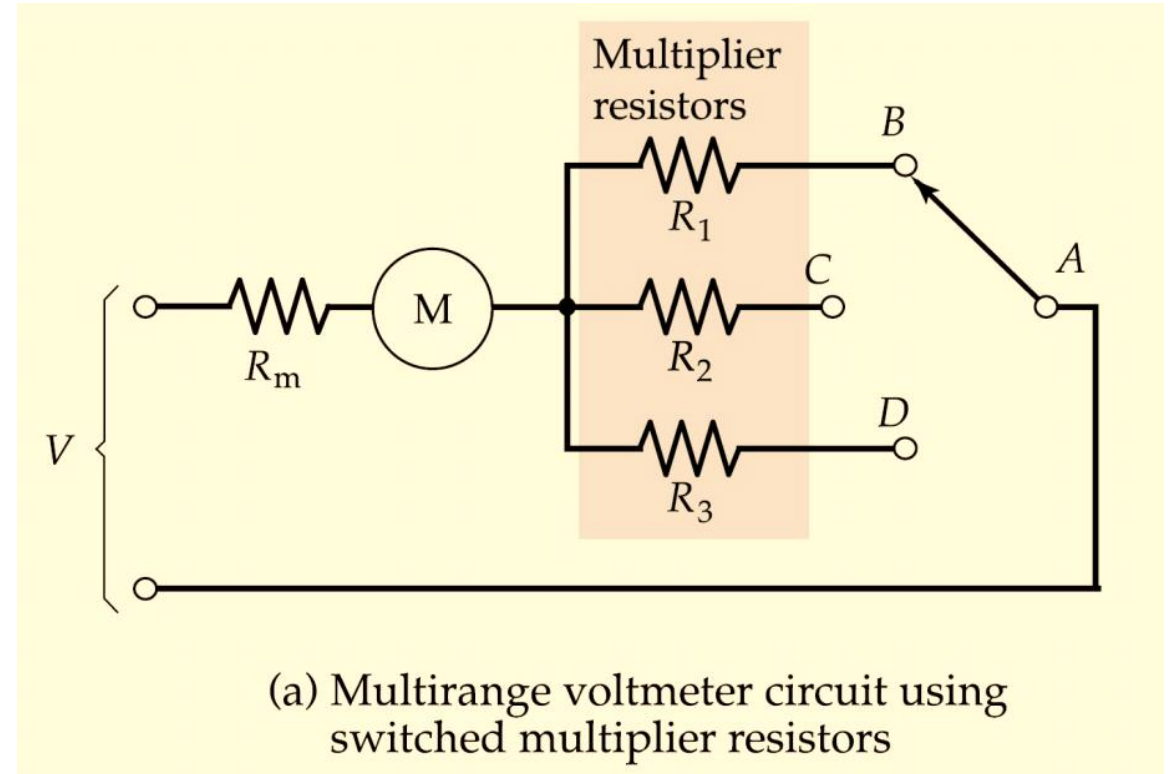 Multiplier
resistors
B
R1
A
C
M
Rm
R2
D
V
R3
(a) Multirange voltmeter circuit using
switched multiplier resistors